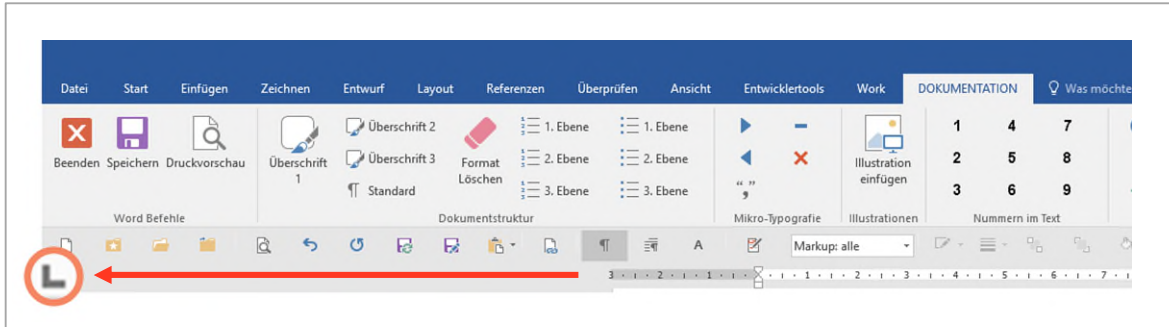 Datei Start Einfügen Zeichnen Entwurf Layout Referenzen Überprüfen Ansicht Entwicklertools Work DOKUMENTATION Was möchte
Beenden Speichern Druckvorschau
Word Befehle
Überschrift
1
Überschrift 2
Überschrift 3
Standard
Format
Löschen
1. Ebene
2. Ebene
3. Ebene
1. Ebene
2. Ebene
3. Ebene
Dokumentstruktur
Mikro-Typografie
Illustration
einfügen
Illustrationen
1 4 7
2 5 8
3 6 9
Nummern im Text
A
Markup: alle
3 2 1 1 2 3 4 5 6 7